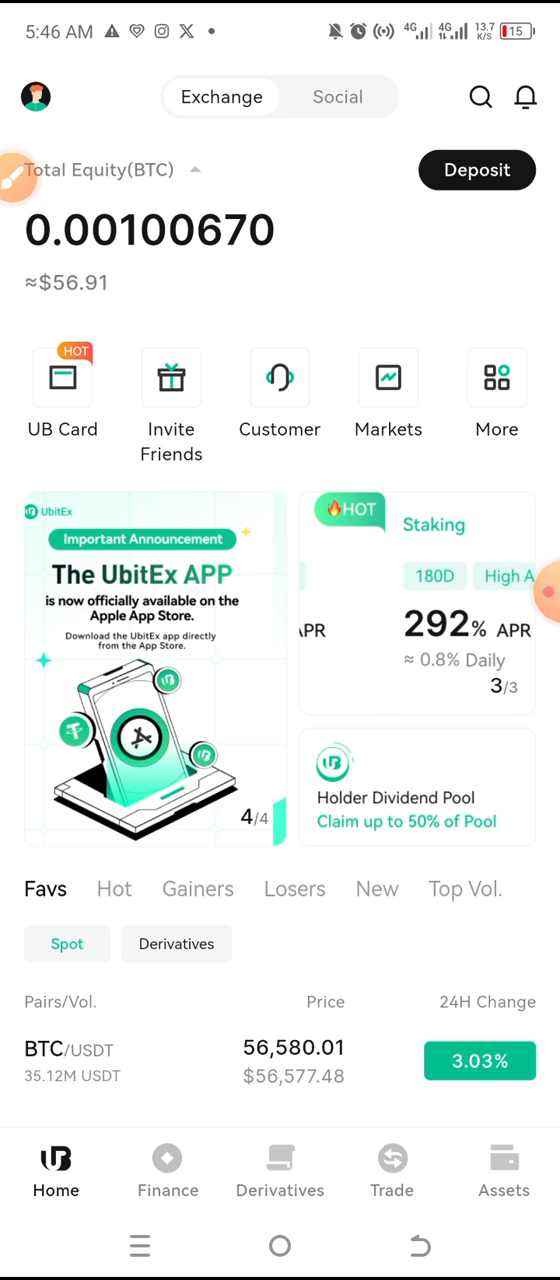 5:46 AM
4G 4G 13.7 K/S 15
Exchange Social
Total Equity(BTC)
Deposit
0.00100670
≈$56.91
HOT
UB Card
Invite
Friends
Customer
Markets
More
UbitEx
Important Announcement
The UbitEx APP
is now officially available on the
Apple App Store.
Download the UbitEx app directly
from the App Store.
4/4
HOT
Staking
180D High A
APR
292% APR
≈ 0.8% Daily
3/3
Holder Dividend Pool
Claim up to 50% of Pool
Favs Hot Gainers Losers New Top Vol.
Spot Derivatives
Pairs/Vol. Price 24H Change
BTC/USDT 56,580.01 3.03%
35.12M USDT $56,577.48
Home Finance Derivatives Trade Assets